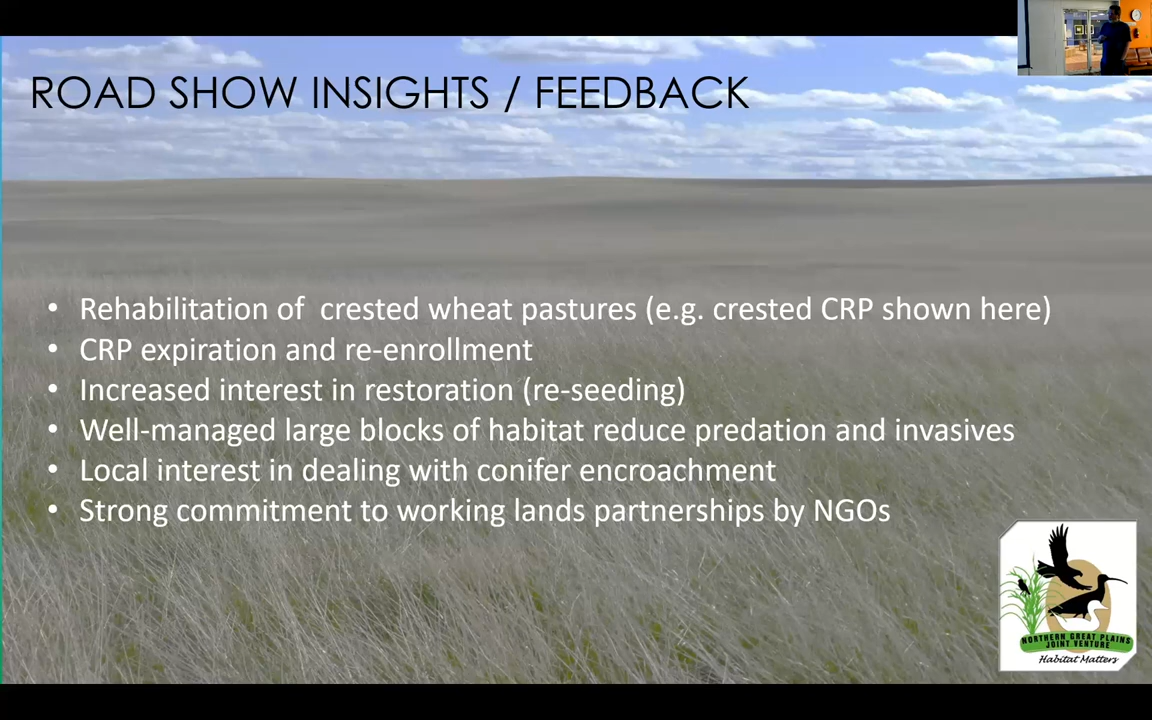 ROAD SHOW INSIGHTS / FEEDBACK
• Rehabilitation of  crested wheat pastures (e.g. crested CRP shown here)
• CRP expiration and re-enrollment
• Increased interest in restoration (re-seeding)
• Well-managed large blocks of habitat reduce predation and invasives
• Local interest in dealing with conifer encroachment
• Strong commitment to working lands partnerships by NGOs
NORTHERN GREAT PLAINS
JOINT VENTURE
Habitat Matters